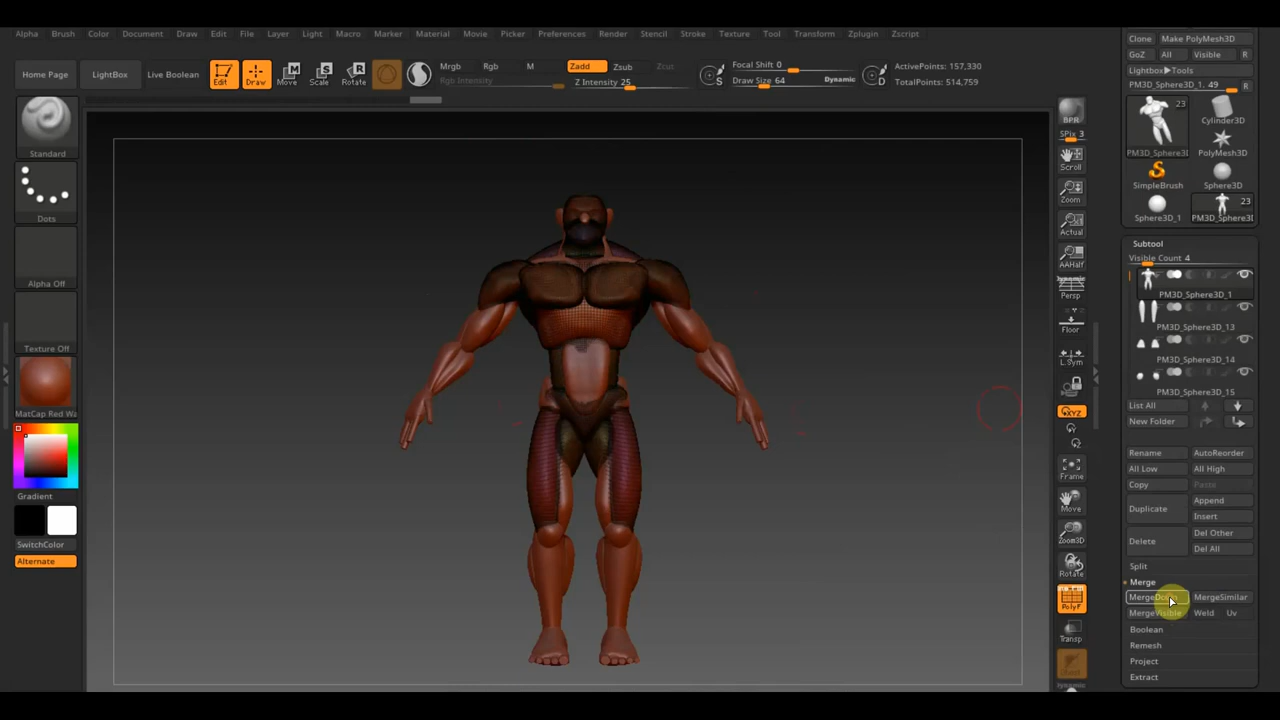 Alpha Brush Color Document Draw Edit File Layer Light Macro Marker Material Movie Picker Preferences Render Stencil Stroke Texture Tool Transform Zplugin Zscript
Home Page LightBox Live Boolean Edit Draw Move Scale Rotate
Mrgb Rgb M
Rgb Intensity
Zadd Zsub Zcut
Z Intensity 25
S
Focal Shift 0
Draw Size 64 Dynamic
D
ActivePoints: 157,330
TotalPoints: 514,759
Standard
Dots
Alpha Off
Texture Off
MatCap Red Wa
Gradient
SwitchColor
Alternate
BPR
SPix 3
Scroll
Zoom
Actual
AAHalf
Dynamic
Persp
Floor
L.Sym
XYZ
Frame
Move
Zoom3D
Rotate
PolyF
Transp
Dynamic
Clone Make PolyMesh3D
GoZ All Visible R
Lightbox▶Tools
PM3D_Sphere3D_1. 49 R
23
PM3D_Sphere3D
Cylinder3D
PolyMesh3D
SimpleBrush
Sphere3D
Sphere3D_1
23
PM3D_Sphere3D
Subtool
Visible Count 4
PM3D_Sphere3D_1
PM3D_Sphere3D_13
PM3D_Sphere3D_14
PM3D_Sphere3D_15
List All
New Folder
Rename AutoReorder
All Low All High
Copy Paste
Duplicate Append
Insert
Delete Del Other
Del All
Split
Merge
MergeDown MergeSimilar
MergeVisible Weld Uv
Boolean
Remesh
Project
Extract